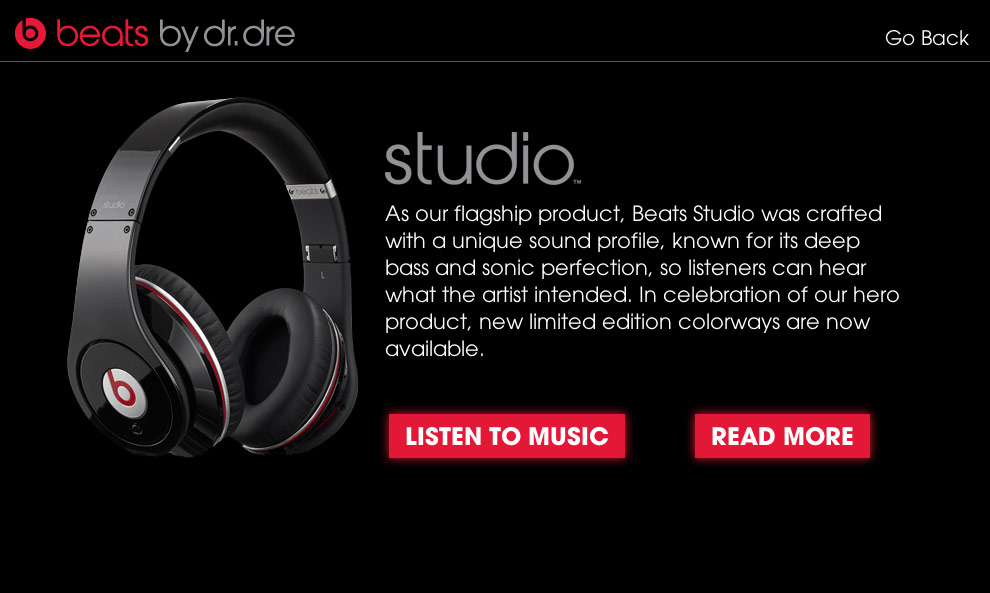 beats by dr. dre
Go Back
studio™
As our flagship product, Beats Studio was crafted
with a unique sound profile, known for its deep
bass and sonic perfection, so listeners can hear
what the artist intended. In celebration of our hero
product, new limited edition colorways are now
available.
LISTEN TO MUSIC
READ MORE
studio
beats
L
b